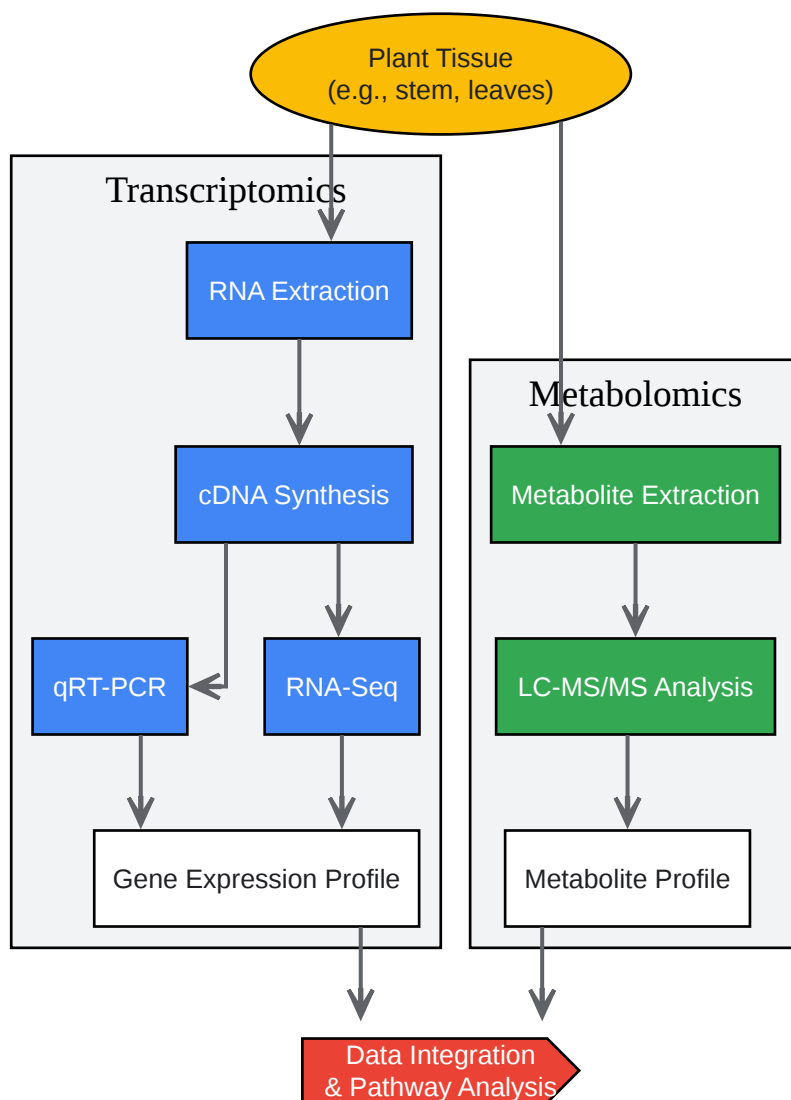 Plant Tissue
(e.g., stem, leaves)
Transcriptomics
RNA Extraction
Metabolomics
cDNA Synthesis
Metabolite Extraction
qRT-PCR
RNA-Seq
LC-MS/MS Analysis
Gene Expression Profile
Metabolite Profile
Data Integration
& Pathway Analysis